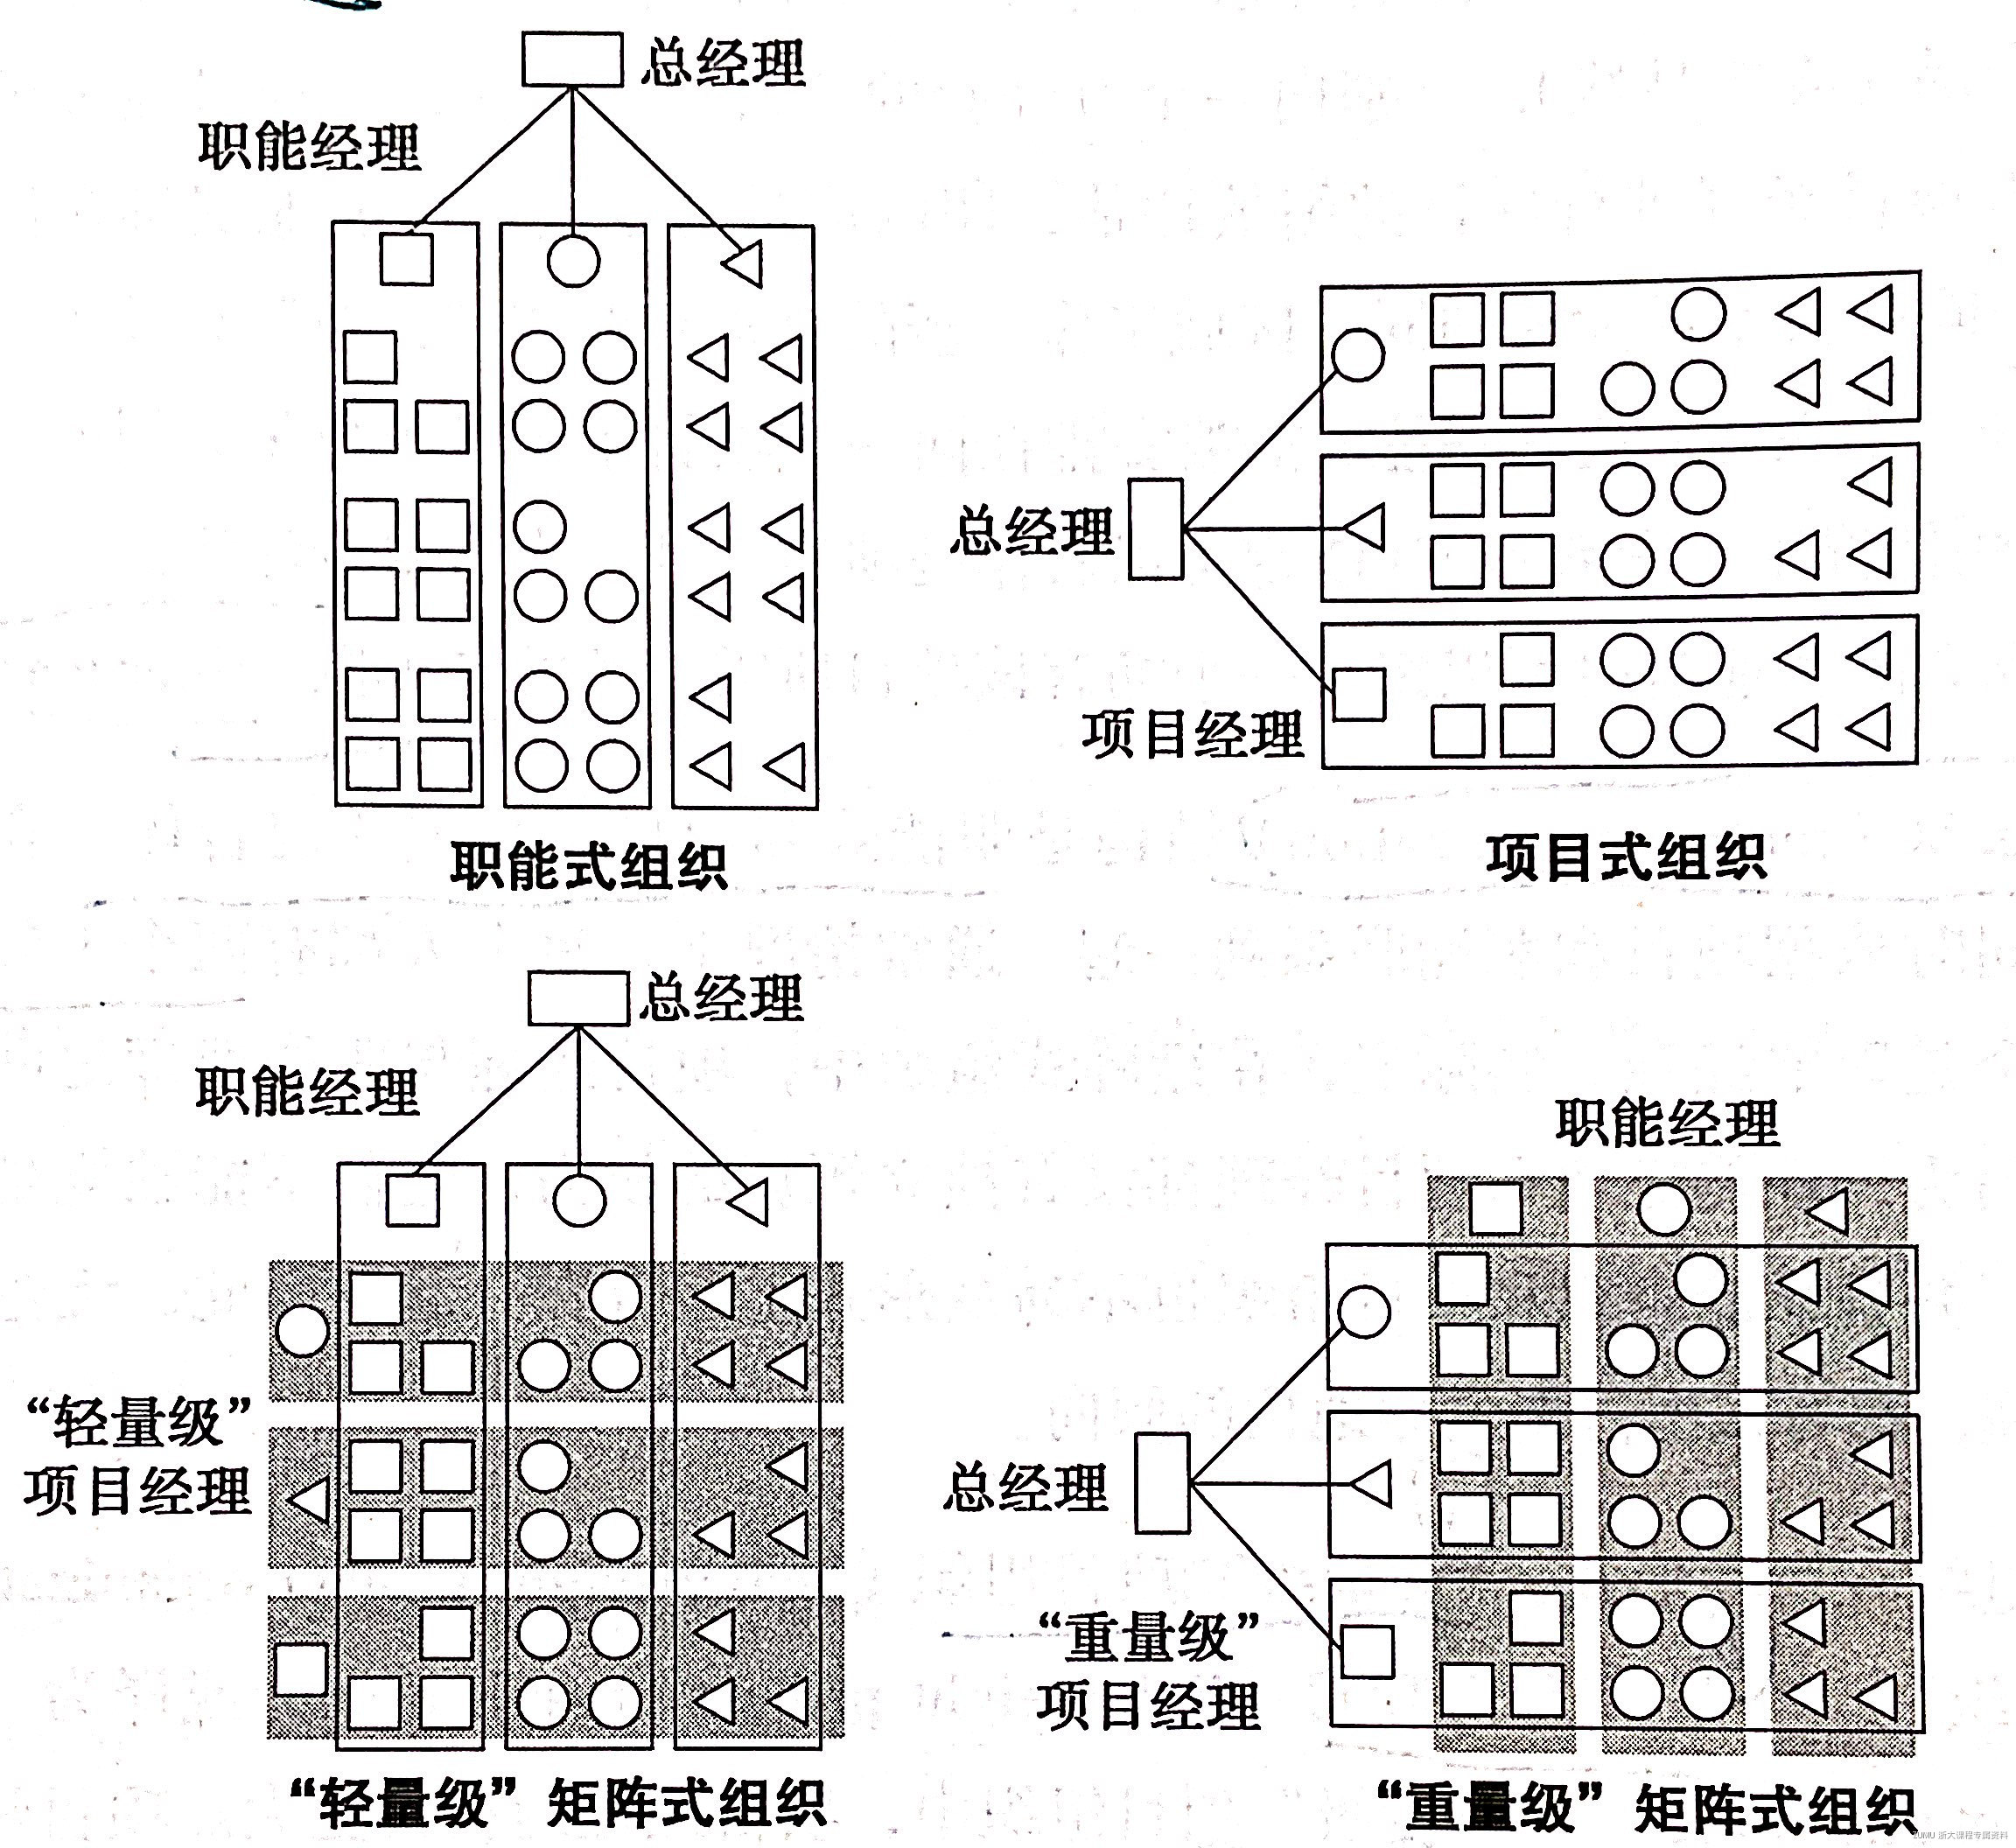 总经理
职能经理
职能式组织
总经理
项目经理
项目式组织
总经理
职能经理
“轻量级”
项目经理
“轻量级”矩阵式组织
职能经理
总经理
“重量级”
项目经理
“重量级”矩阵式组织